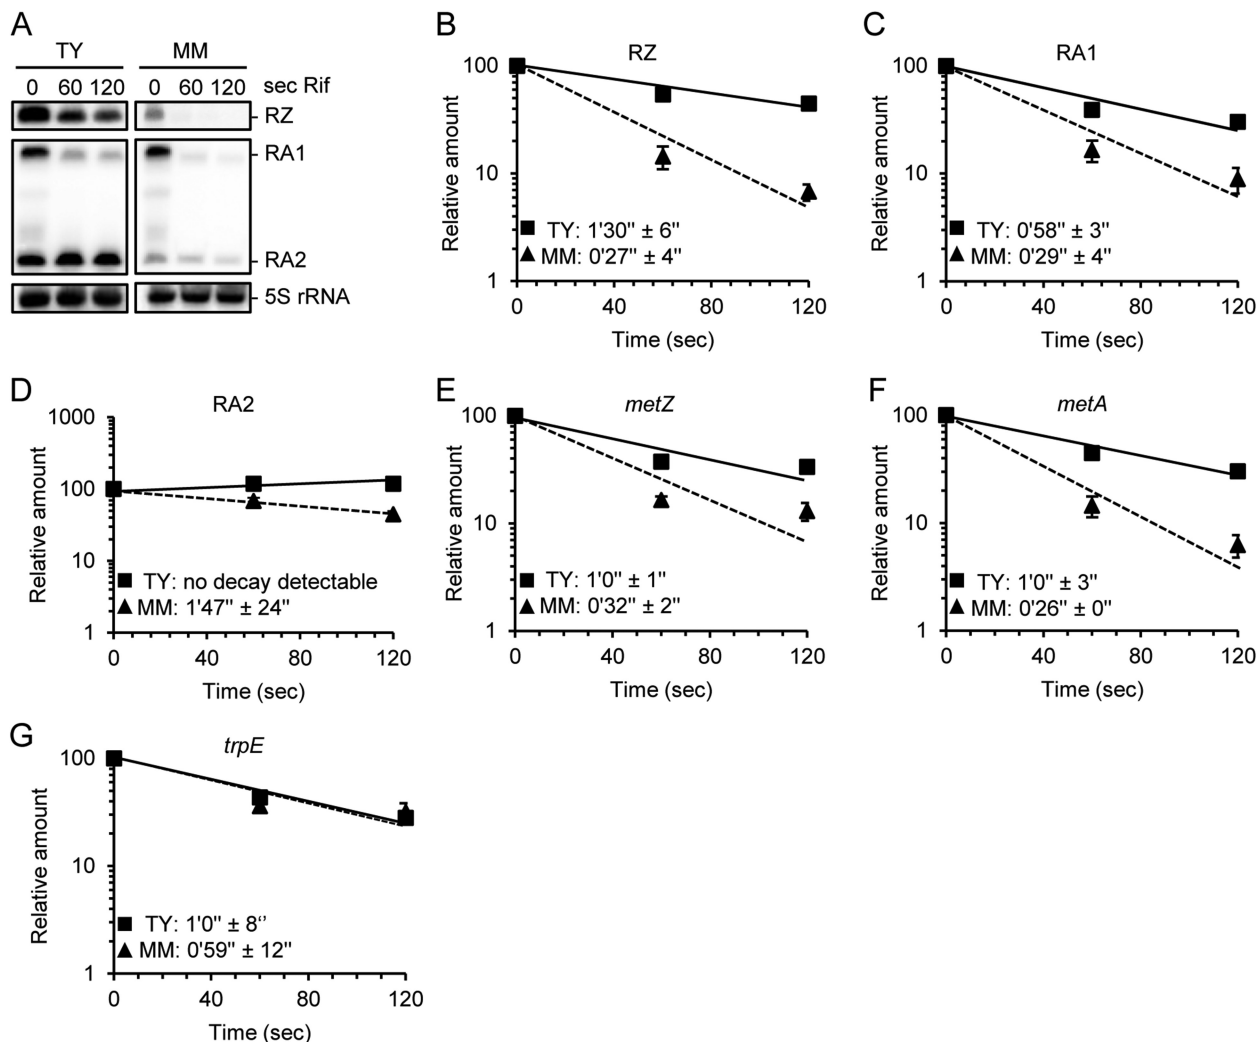 A
TY MM
0 60 120 0 60 120 sec Rif
RZ
RA1
RA2
5S rRNA
B
RZ
Relative amount
100
10
1
TY: 1'30" ± 6"
MM: 0'27" ± 4"
0 40 80 120
Time (sec)
C
RA1
Relative amount
100
10
1
TY: 0'58" ± 3"
MM: 0'29" ± 4"
0 40 80 120
Time (sec)
D
RA2
Relative amount
1000
100
10
1
TY: no decay detectable
MM: 1'47" ± 24"
0 40 80 120
Time (sec)
E
metZ
Relative amount
100
10
1
TY: 1'0" ± 1"
MM: 0'32" ± 2"
0 40 80 120
Time (sec)
F
metA
Relative amount
100
10
1
TY: 1'0" ± 3"
MM: 0'26" ± 0"
0 40 80 120
Time (sec)
G
trpE
Relative amount
100
10
1
TY: 1'0" ± 8‘’
MM: 0'59" ± 12"
0 40 80 120
Time (sec)